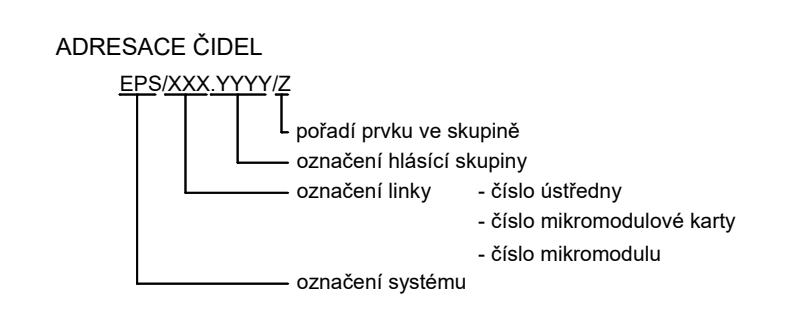 ADRESACE ČIDEL
EPS/XXX.YYYY/Z
pořadí prvku ve skupině
označení hlásící skupiny
označení linky - číslo ústředny
- číslo mikromodulové karty
- číslo mikromodulu
označení systému